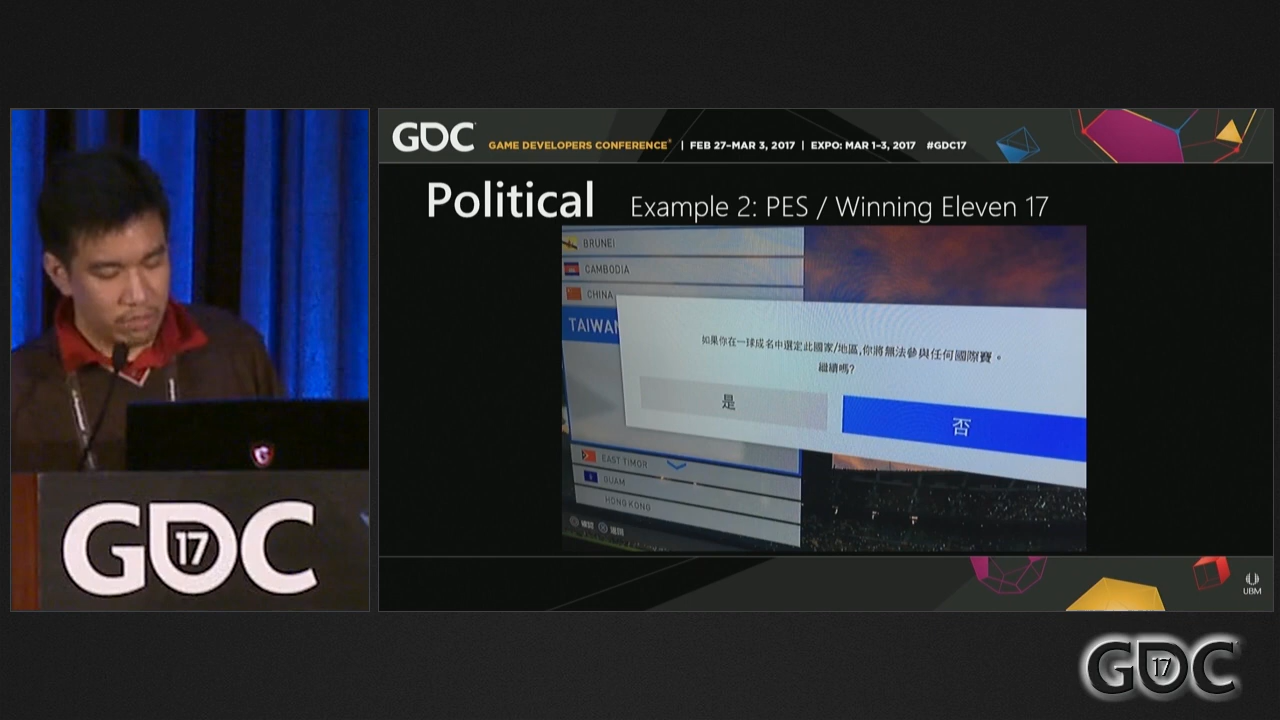 GDC GAME DEVELOPERS CONFERENCE | FEB 27–MAR 3, 2017 | EXPO: MAR 1–3, 2017 #GDC17
Political Example 2: PES / Winning Eleven 17
BRUNEI
CAMBODIA
CHINA
TAIWA
如果你在一球成名中選定此國家/地區,你將無法參與任何國際賽。
繼續嗎?
是
否
EAST TIMOR
GUAM
HONG KONG
GDC 17
UBM
GDC 17